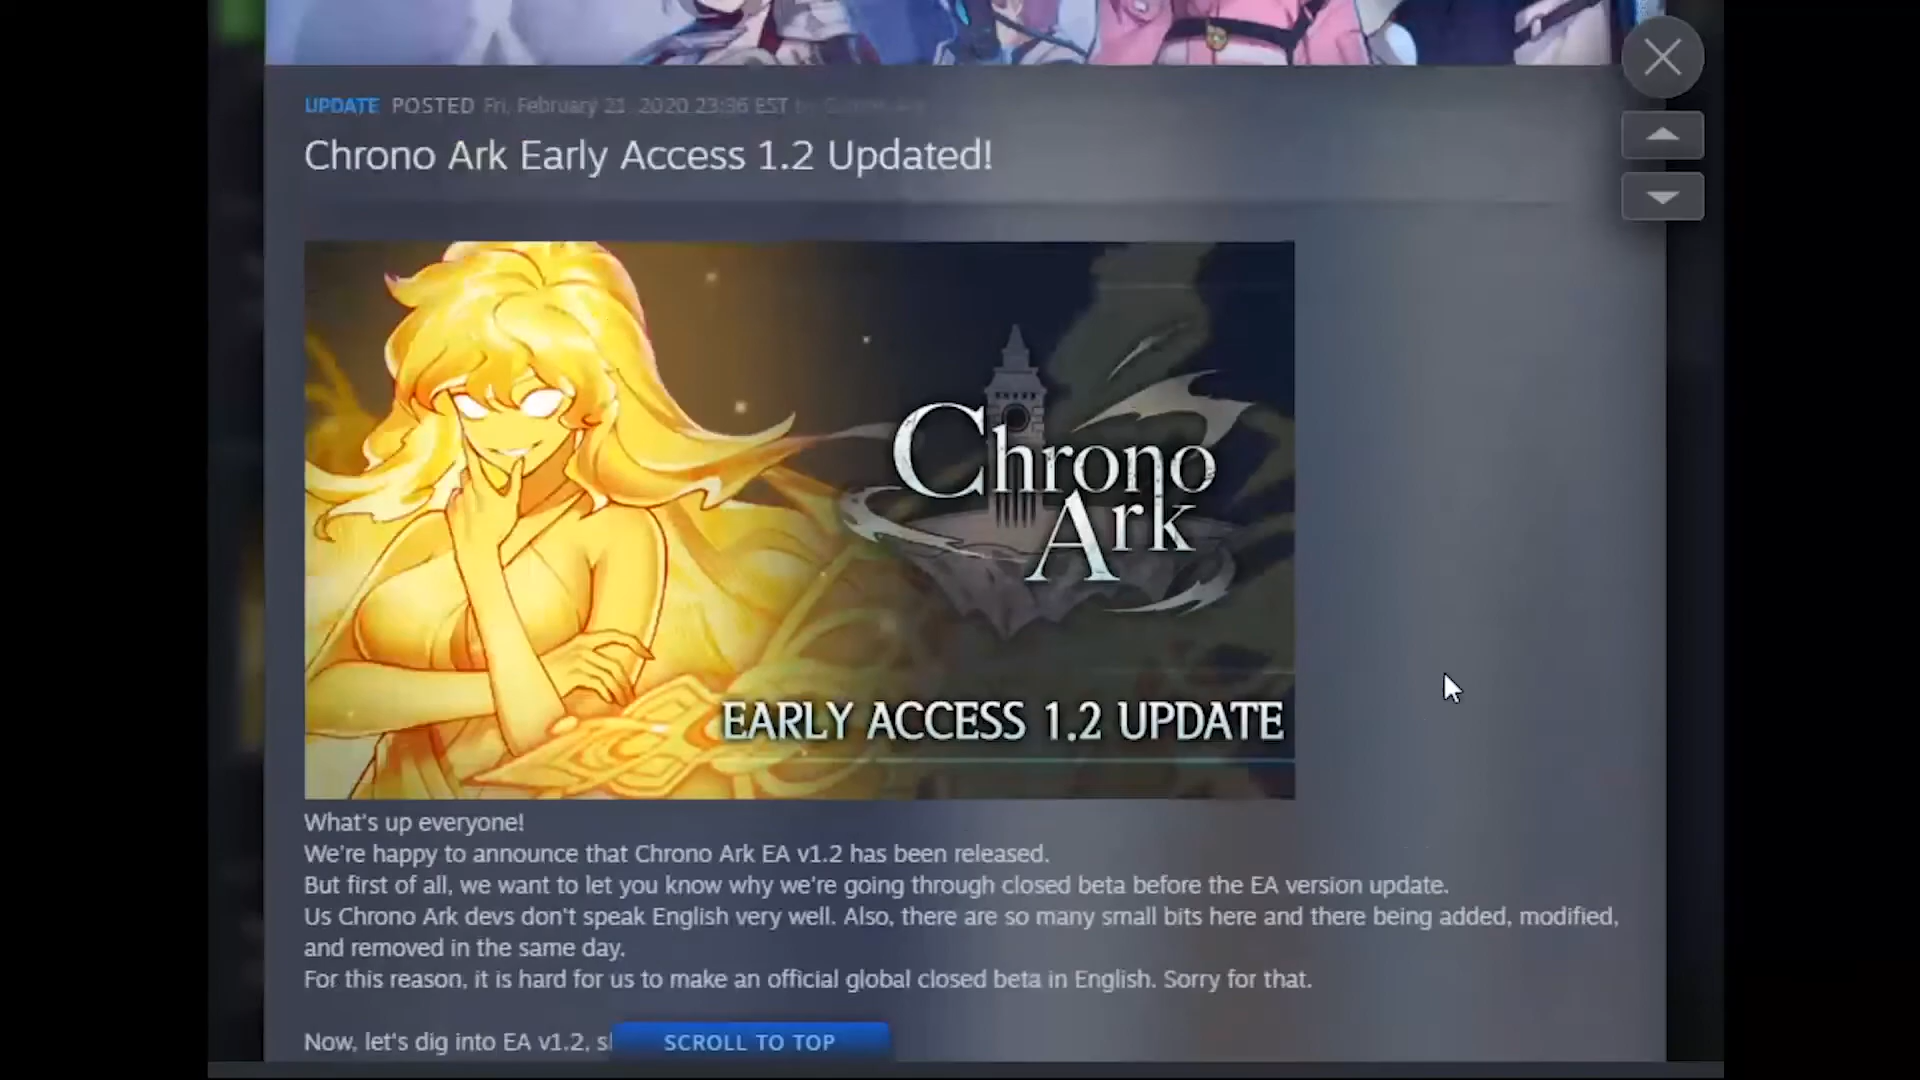 UPDATE POSTED Fri, February 21, 2020 23:36 EST
Chrono Ark Early Access 1.2 Updated!
Chrono
Ark
EARLY ACCESS 1.2 UPDATE
What's up everyone!
We're happy to announce that Chrono Ark EA v1.2 has been released.
But first of all, we want to let you know why we're going through closed beta before the EA version update.
Us Chrono Ark devs don't speak English very well. Also, there are so many small bits here and there being added, modified,
and removed in the same day.
For this reason, it is hard for us to make an official global closed beta in English. Sorry for that.
Now, let's dig into EA v1.2,
SCROLL TO TOP